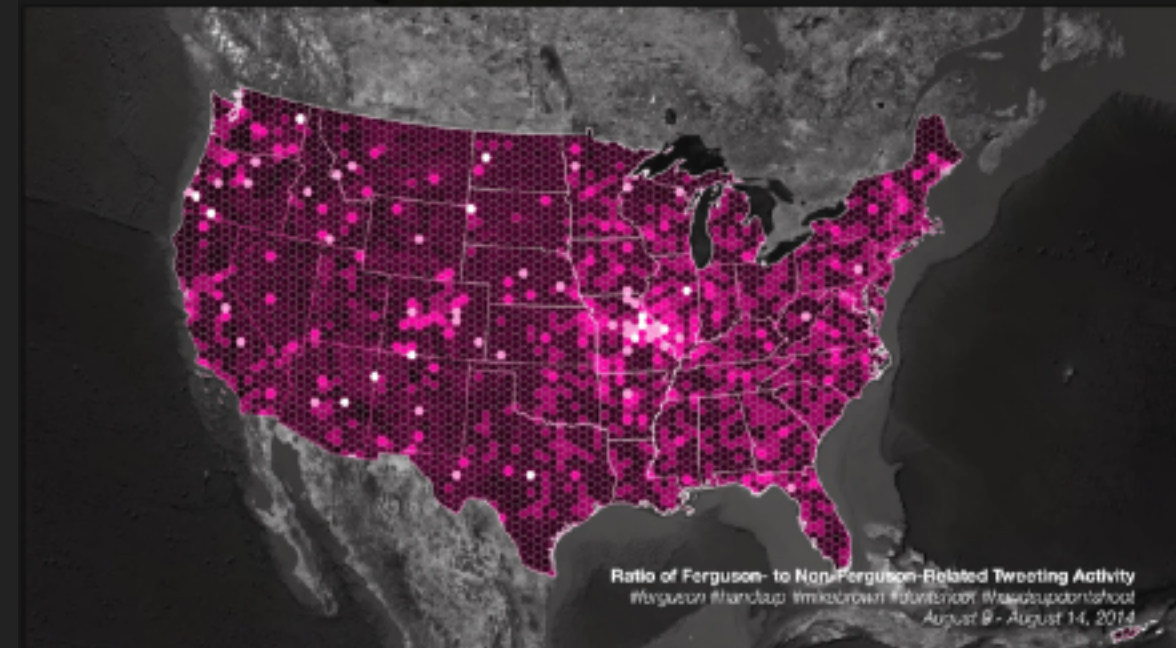 Ratio of Ferguson- to Non-Ferguson-Related Tweeting Activity
#ferguson #handsup #mikebrown #dontshoot #handsupdontshoot
August 9 - August 14, 2014